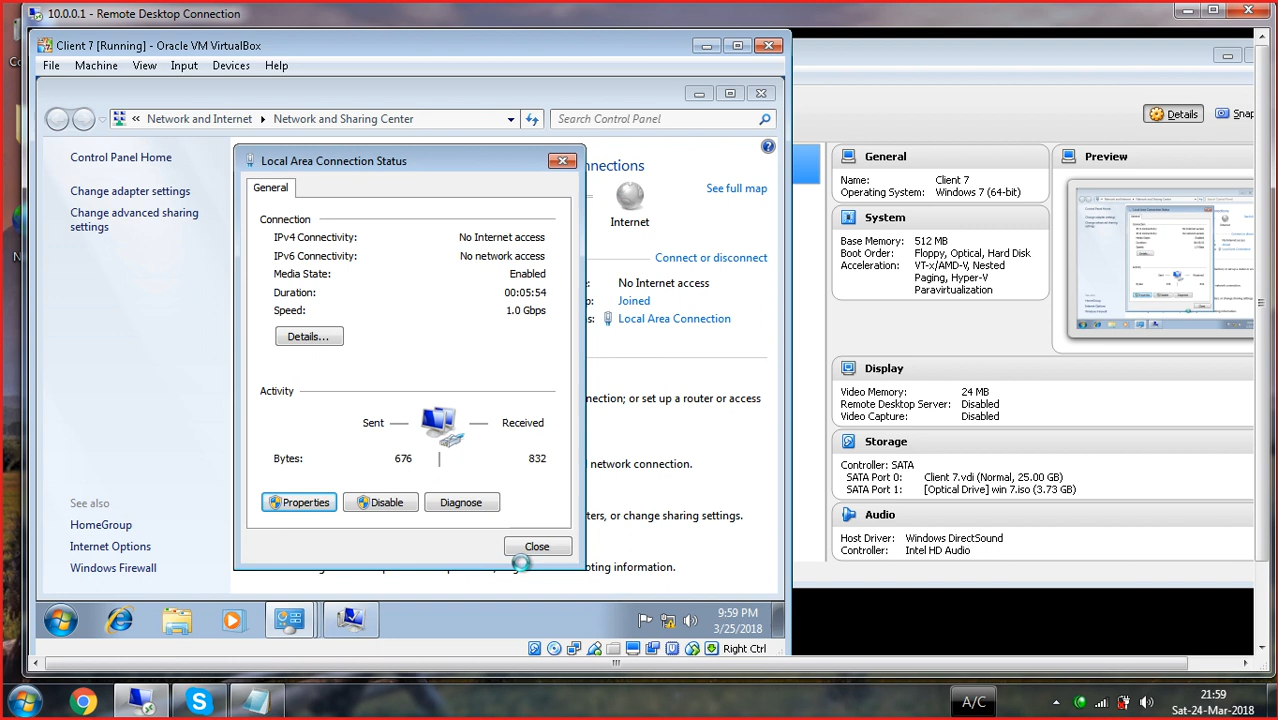 10.0.0.1 - Remote Desktop Connection
Client 7 [Running] - Oracle VM VirtualBox
File Machine View Input Devices Help
Network and Internet Network and Sharing Center
Search Control Panel
Control Panel Home
Change adapter settings
Change advanced sharing
settings
See also
HomeGroup
Internet Options
Windows Firewall
Local Area Connection Status
General
Connection
IPv4 Connectivity: No Internet access
IPv6 Connectivity: No network access
Media State: Enabled
Duration: 00:05:54
Speed: 1.0 Gbps
Details...
Activity
Sent Received
Bytes: 676 832
Properties Disable Diagnose
Close
nnections
See full map
Internet
Connect or disconnect
No Internet access
Joined
Local Area Connection
nection; or set up a router or access
network connection.
ters, or change sharing settings.
oting information.
9:59 PM
3/25/2018
Right Ctrl
Details Snap
General
Name: Client 7
Operating System: Windows 7 (64-bit)
System
Base Memory: 512 MB
Boot Order: Floppy, Optical, Hard Disk
Acceleration: VT-x/AMD-V, Nested
Paging, Hyper-V
Paravirtualization
Preview
Display
Video Memory: 24 MB
Remote Desktop Server: Disabled
Video Capture: Disabled
Storage
Controller: SATA
SATA Port 0: Client 7.vdi (Normal, 25.00 GB)
SATA Port 1: [Optical Drive] win 7.iso (3.73 GB)
Audio
Host Driver: Windows DirectSound
Controller: Intel HD Audio
A/C
21:59
Sat-24-Mar-2018